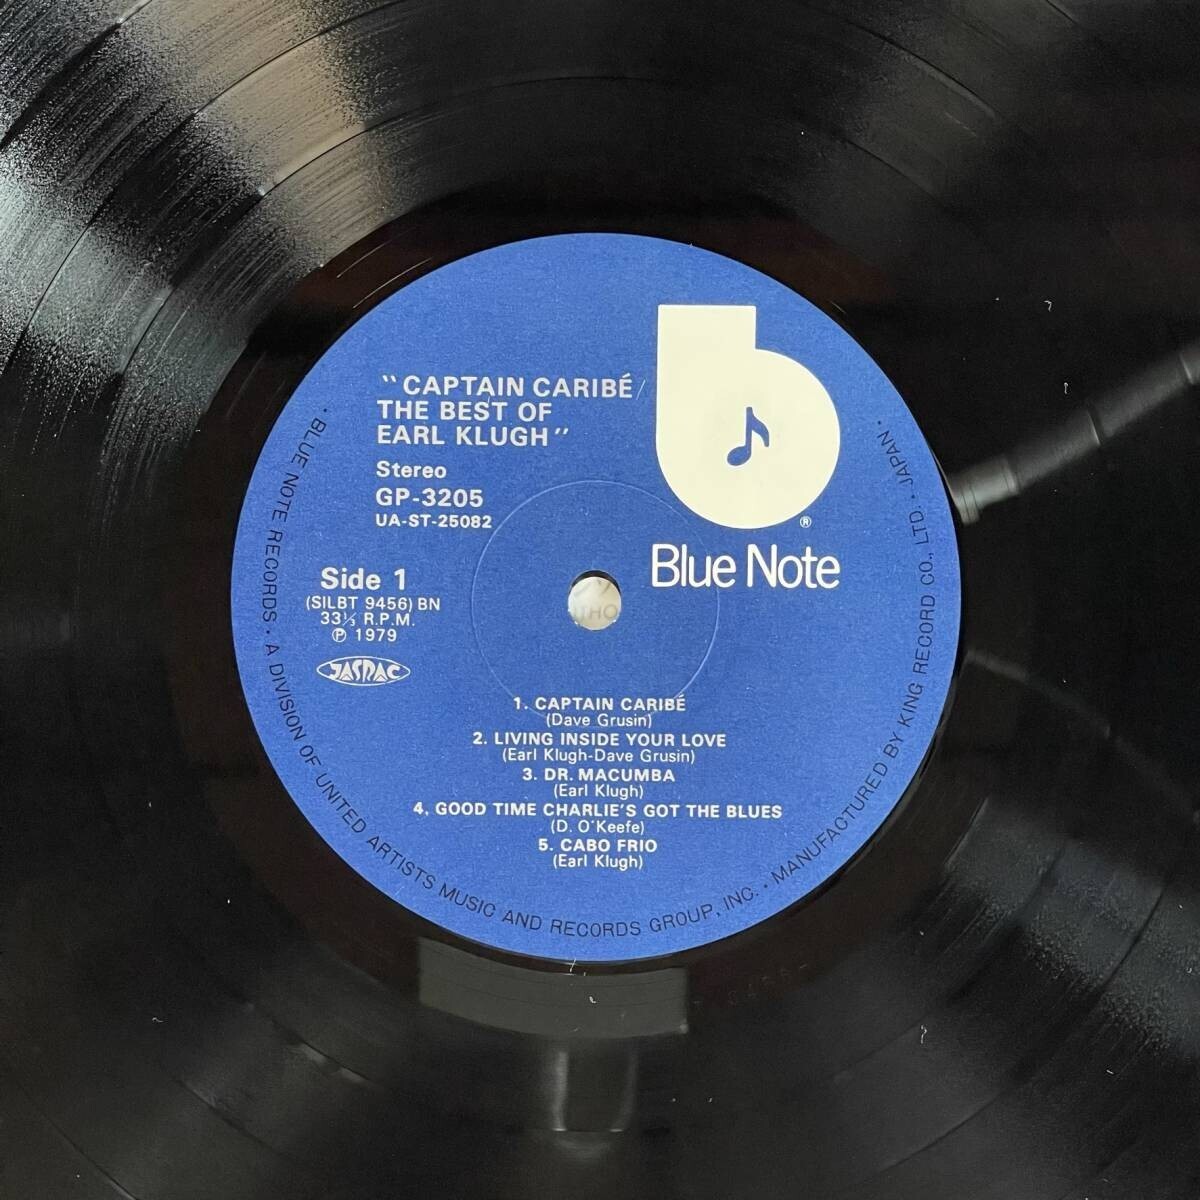 "CAPTAIN CARIBÉ/
THE BEST OF
EARL KLUGH"
Stereo
GP-3205
UA-ST-25082
®
Blue Note
Side 1
(SILBT 9456) BN
33⅓ R.P.M.
℗ 1979
JASRAC
1. CAPTAIN CARIBÉ
(Dave Grusin)
2. LIVING INSIDE YOUR LOVE
(Earl Klugh-Dave Grusin)
3. DR. MACUMBA
(Earl Klugh)
4. GOOD TIME CHARLIE'S GOT THE BLUES
(D. O'Keefe)
5. CABO FRIO
(Earl Klugh)
• BLUE NOTE RECORDS • A DIVISION OF UNITED ARTISTS MUSIC AND RECORDS GROUP, INC. • MANUFACTURED BY KING RECORD CO., LTD • JAPAN •